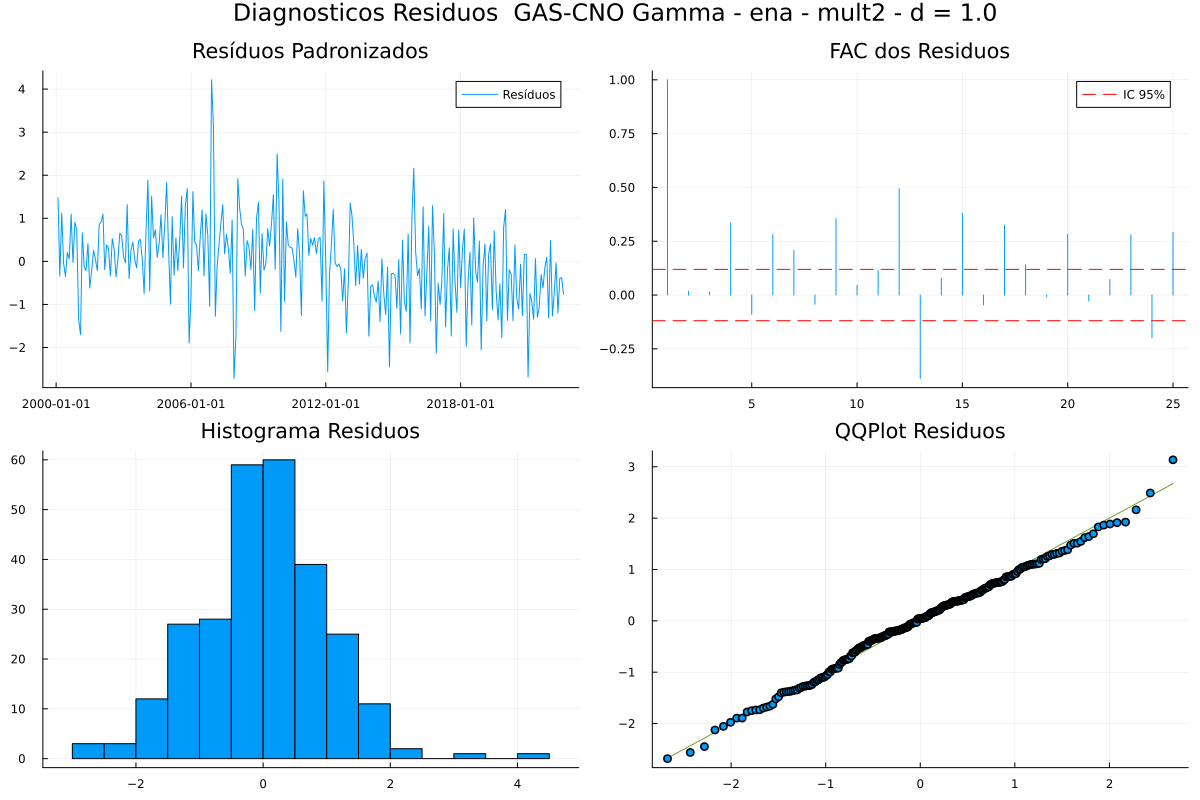 Diagnosticos Residuos  GAS-CNO Gamma - ena - mult2 - d = 1.0
Resíduos Padronizados
4
3
2
1
0
−1
−2
2000-01-01 2006-01-01 2012-01-01 2018-01-01
Resíduos
FAC dos Residuos
1.00
0.75
0.50
0.25
0.00
−0.25
5 10 15 20 25
IC 95%
Histograma Residuos
60
50
40
30
20
10
0
−2 0 2 4
QQPlot Residuos
3
2
1
0
−1
−2
−2 −1 0 1 2